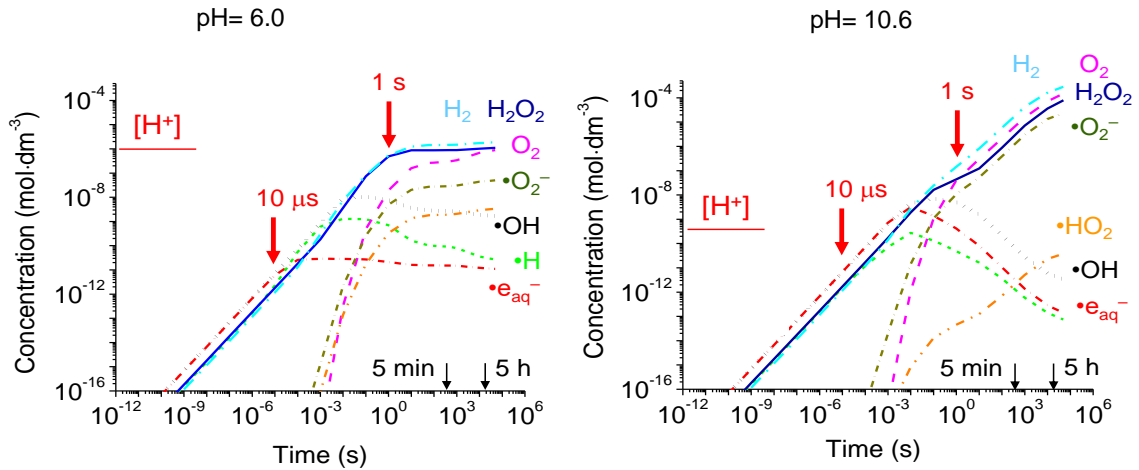 pH= 6.0
Concentration (mol·dm⁻³)
10⁻⁴
10⁻⁸
10⁻¹²
10⁻¹⁶
[H⁺]
10 μs
1 s
H₂ H₂O₂
O₂
•O₂⁻
•OH
•H
•e_aq⁻
5 min
5 h
10⁻¹² 10⁻⁹ 10⁻⁶ 10⁻³ 10⁰ 10³ 10⁶
Time (s)
pH= 10.6
Concentration (mol·dm⁻³)
10⁻⁴
10⁻⁸
10⁻¹²
10⁻¹⁶
[H⁺]
10 μs
1 s
H₂ O₂
H₂O₂
•O₂⁻
•HO₂
•OH
•e_aq⁻
5 min
5 h
10⁻¹² 10⁻⁹ 10⁻⁶ 10⁻³ 10⁰ 10³ 10⁶
Time (s)